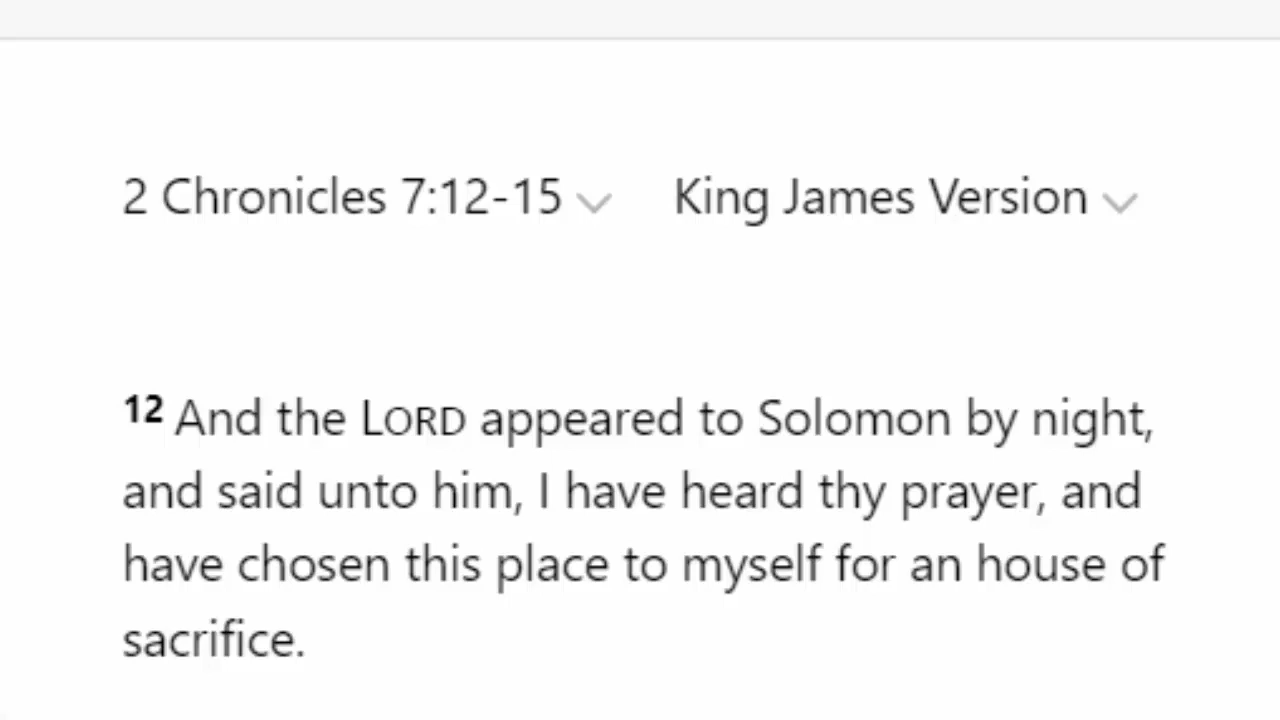 2 Chronicles 7:12-15 King James Version
12 And the LORD appeared to Solomon by night,
and said unto him, I have heard thy prayer, and
have chosen this place to myself for an house of
sacrifice.